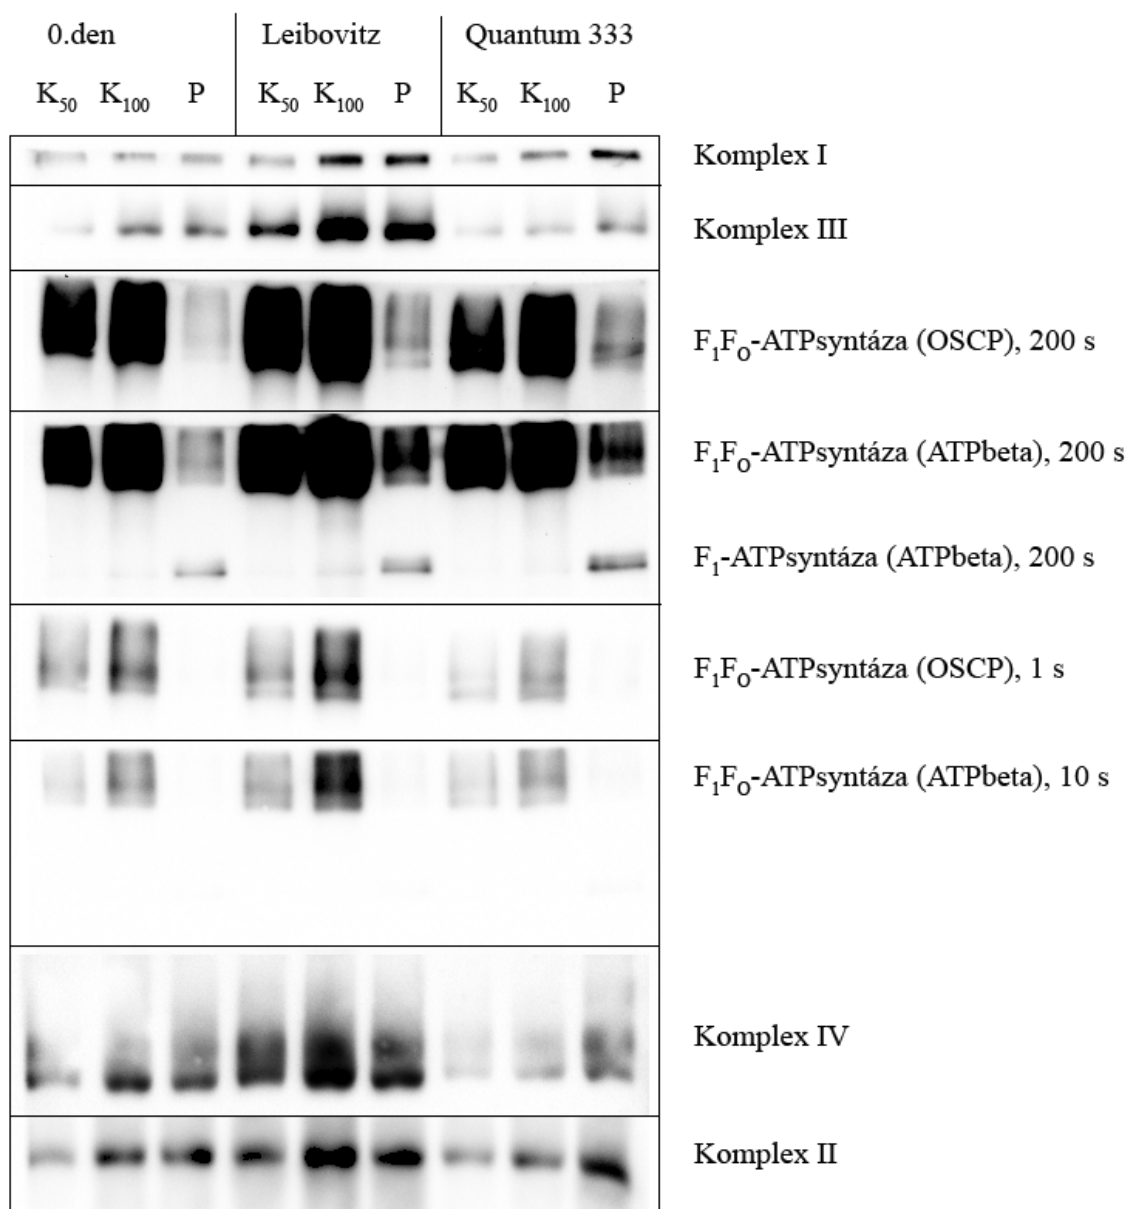 0.den Leibovitz Quantum 333
K50 K100 P K50 K100 P K50 K100 P
Komplex I
Komplex III
F1FO-ATPsyntáza (OSCP), 200 s
F1FO-ATPsyntáza (ATPbeta), 200 s
F1-ATPsyntáza (ATPbeta), 200 s
F1FO-ATPsyntáza (OSCP), 1 s
F1FO-ATPsyntáza (ATPbeta), 10 s
Komplex IV
Komplex II